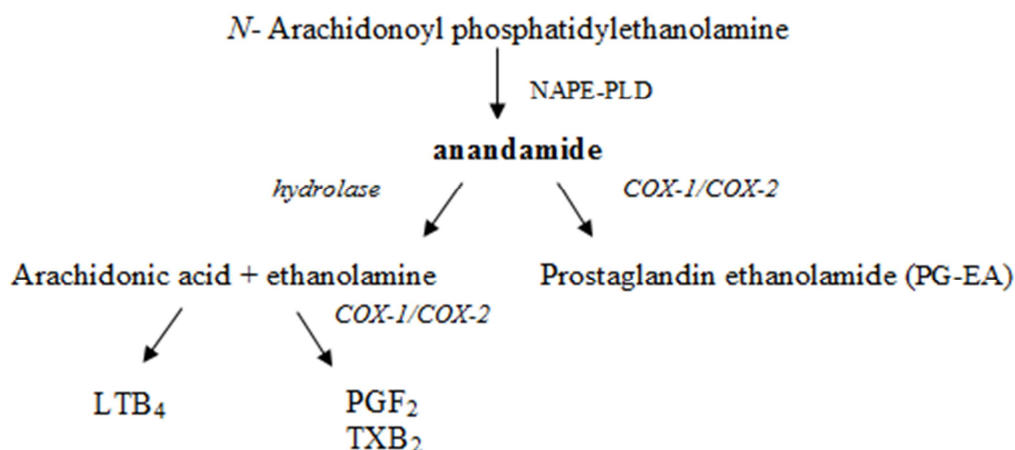 N- Arachidonoyl phosphatidylethanolamine
NAPE-PLD
anandamide
hydrolase
COX-1/COX-2
Arachidonic acid + ethanolamine
Prostaglandin ethanolamide (PG-EA)
COX-1/COX-2
LTB₄
PGF₂
TXB₂